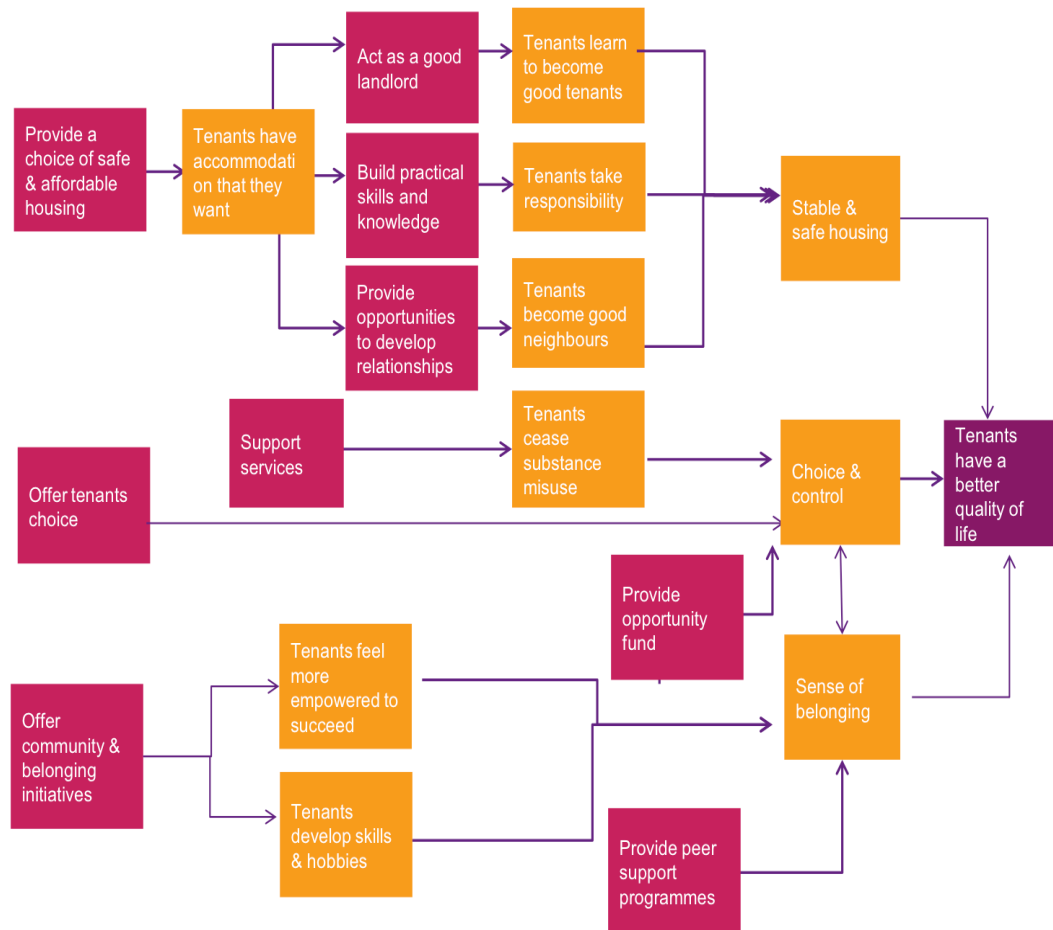 Act as a good
landlord
Tenants learn
to become
good tenants
Provide a
choice of safe
& affordable
housing
Tenants have
accommodati
on that they
want
Build practical
skills and
knowledge
Tenants take
responsibility
Stable &
safe housing
Provide
opportunities
to develop
relationships
Tenants
become good
neighbours
Support
services
Tenants
cease
substance
misuse
Choice &
control
Tenants
have a
better
quality of
life
Offer tenants
choice
Provide
opportunity
fund
Tenants feel
more
empowered to
succeed
Sense of
belonging
Offer
community &
belonging
initiatives
Tenants
develop skills
& hobbies
Provide peer
support
programmes